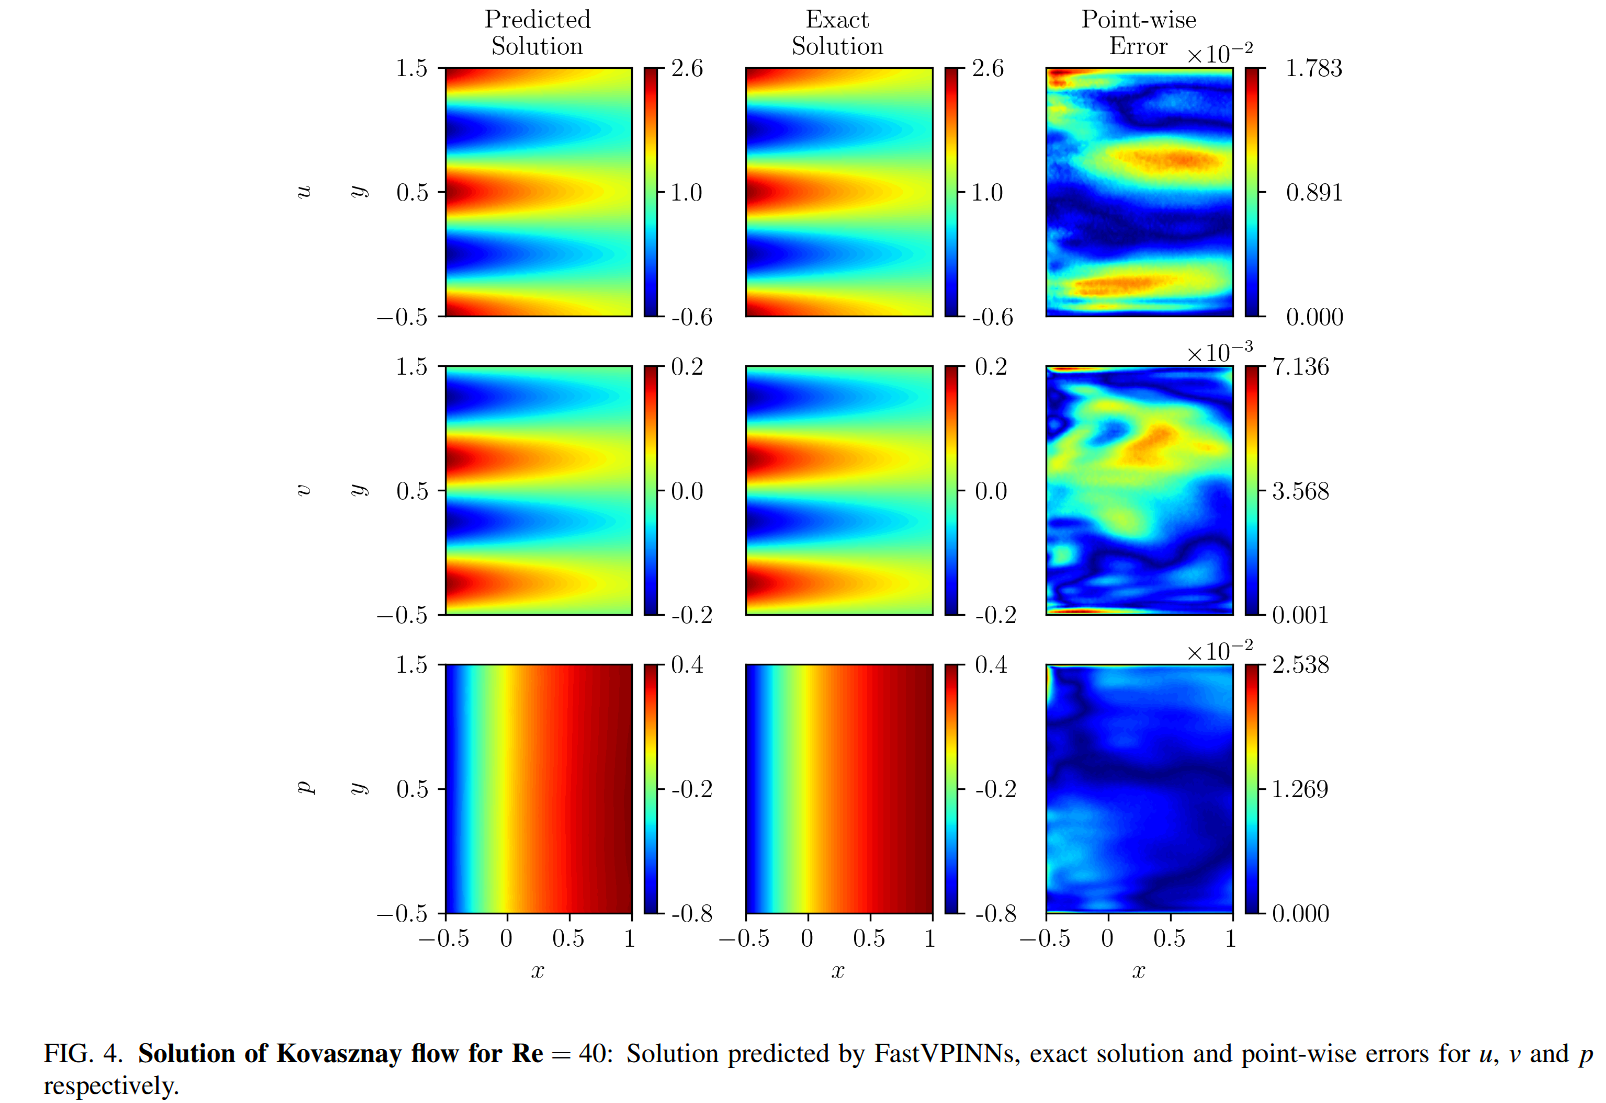 Predicted Solution
Exact Solution
Point-wise Error
×10⁻²
u
y
1.5
0.5
−0.5
2.6
1.0
-0.6
2.6
1.0
-0.6
1.783
0.891
0.000
×10⁻³
v
y
1.5
0.5
−0.5
0.2
0.0
-0.2
0.2
0.0
-0.2
7.136
3.568
0.001
×10⁻²
p
y
1.5
0.5
−0.5
0.4
-0.2
-0.8
0.4
-0.2
-0.8
2.538
1.269
0.000
−0.5 0 0.5 1
−0.5 0 0.5 1
−0.5 0 0.5 1
x
x
x
FIG. 4. Solution of Kovasznay flow for Re = 40: Solution predicted by FastVPINNs, exact solution and point-wise errors for u, v and p
respectively.